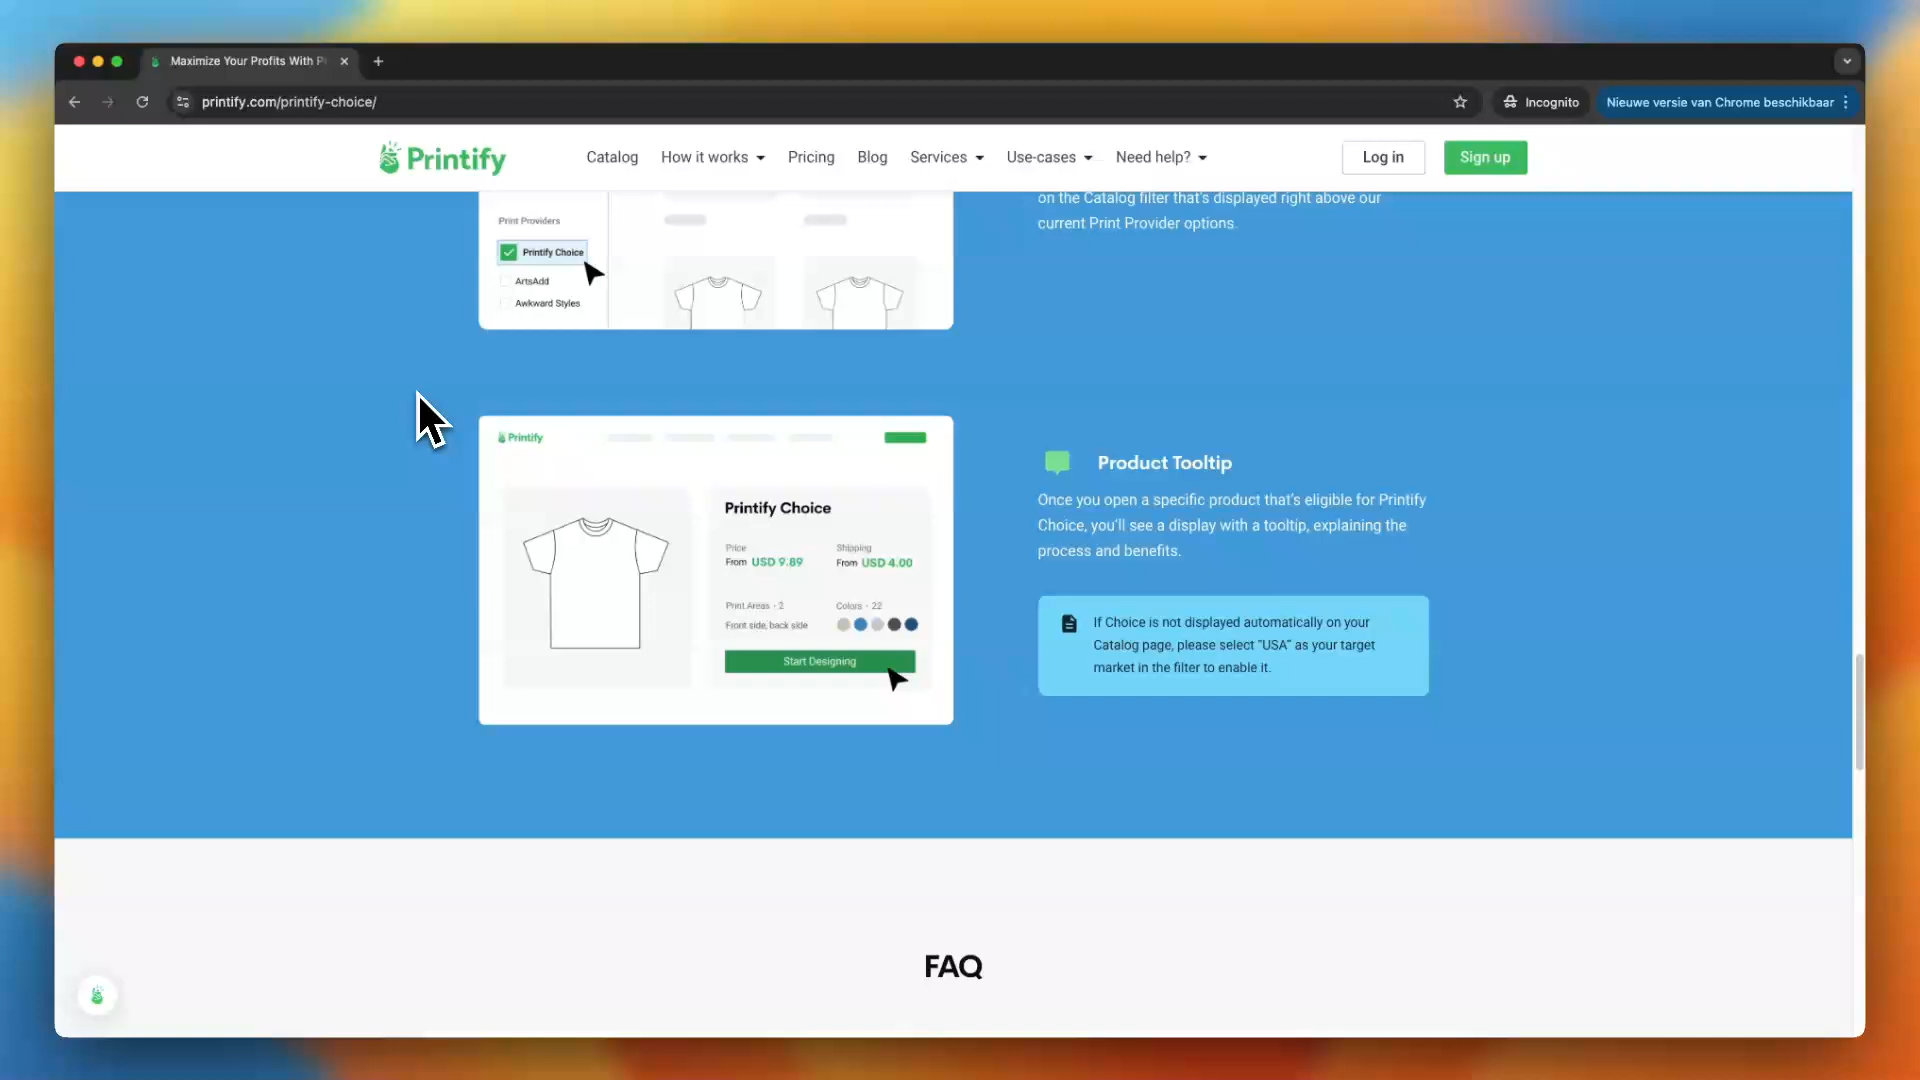 Maximize Your Profits With P
printify.com/printify-choice/
Incognito
Nieuwe versie van Chrome beschikbaar
Printify
Catalog
How it works
Pricing
Blog
Services
Use-cases
Need help?
Log in
Sign up
on the Catalog filter that's displayed right above our
current Print Provider options.
Print Providers
Printify Choice
ArtsAdd
Awkward Styles
Printify
Printify Choice
Price
Shipping
From USD 9.89
From USD 4.00
Print Areas · 2
Colors · 22
Front side, back side
Start Designing
Product Tooltip
Once you open a specific product that's eligible for Printify
Choice, you'll see a display with a tooltip, explaining the
process and benefits.
If Choice is not displayed automatically on your
Catalog page, please select "USA" as your target
market in the filter to enable it.
FAQ